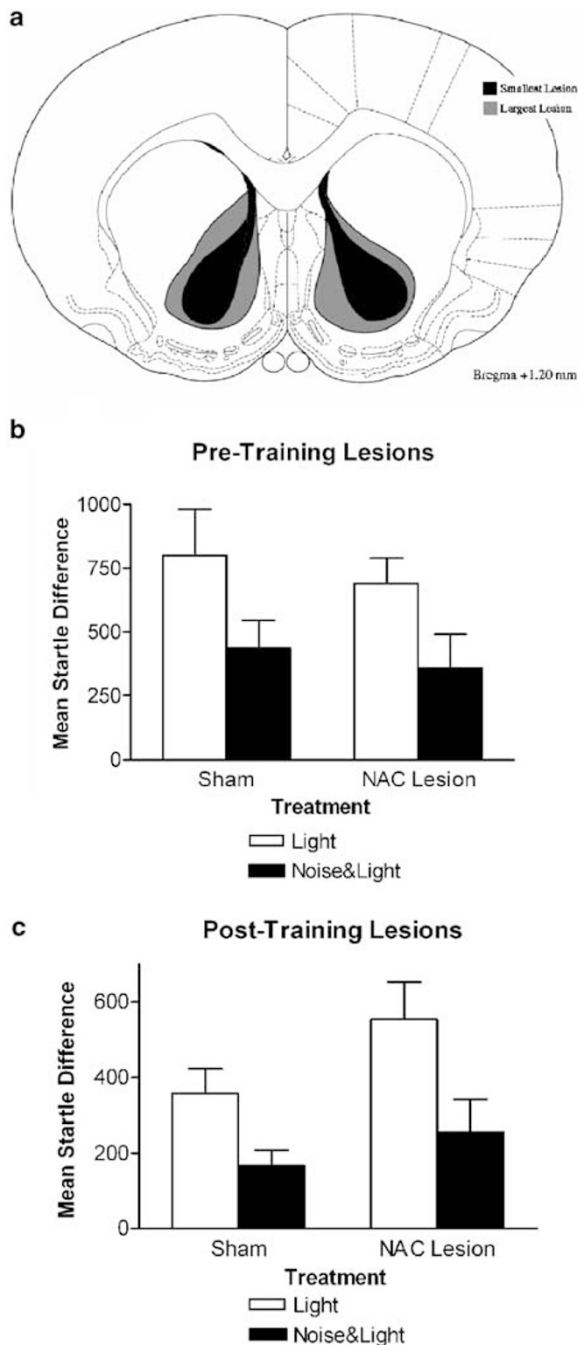 a
Smallest Lesion
Largest Lesion
Bregma +1.20 mm
b
Pre-Training Lesions
Mean Startle Difference
1000
750
500
250
0
Sham
NAC Lesion
Treatment
Light
Noise&Light
c
Post-Training Lesions
Mean Startle Difference
600
400
200
0
Sham
NAC Lesion
Treatment
Light
Noise&Light